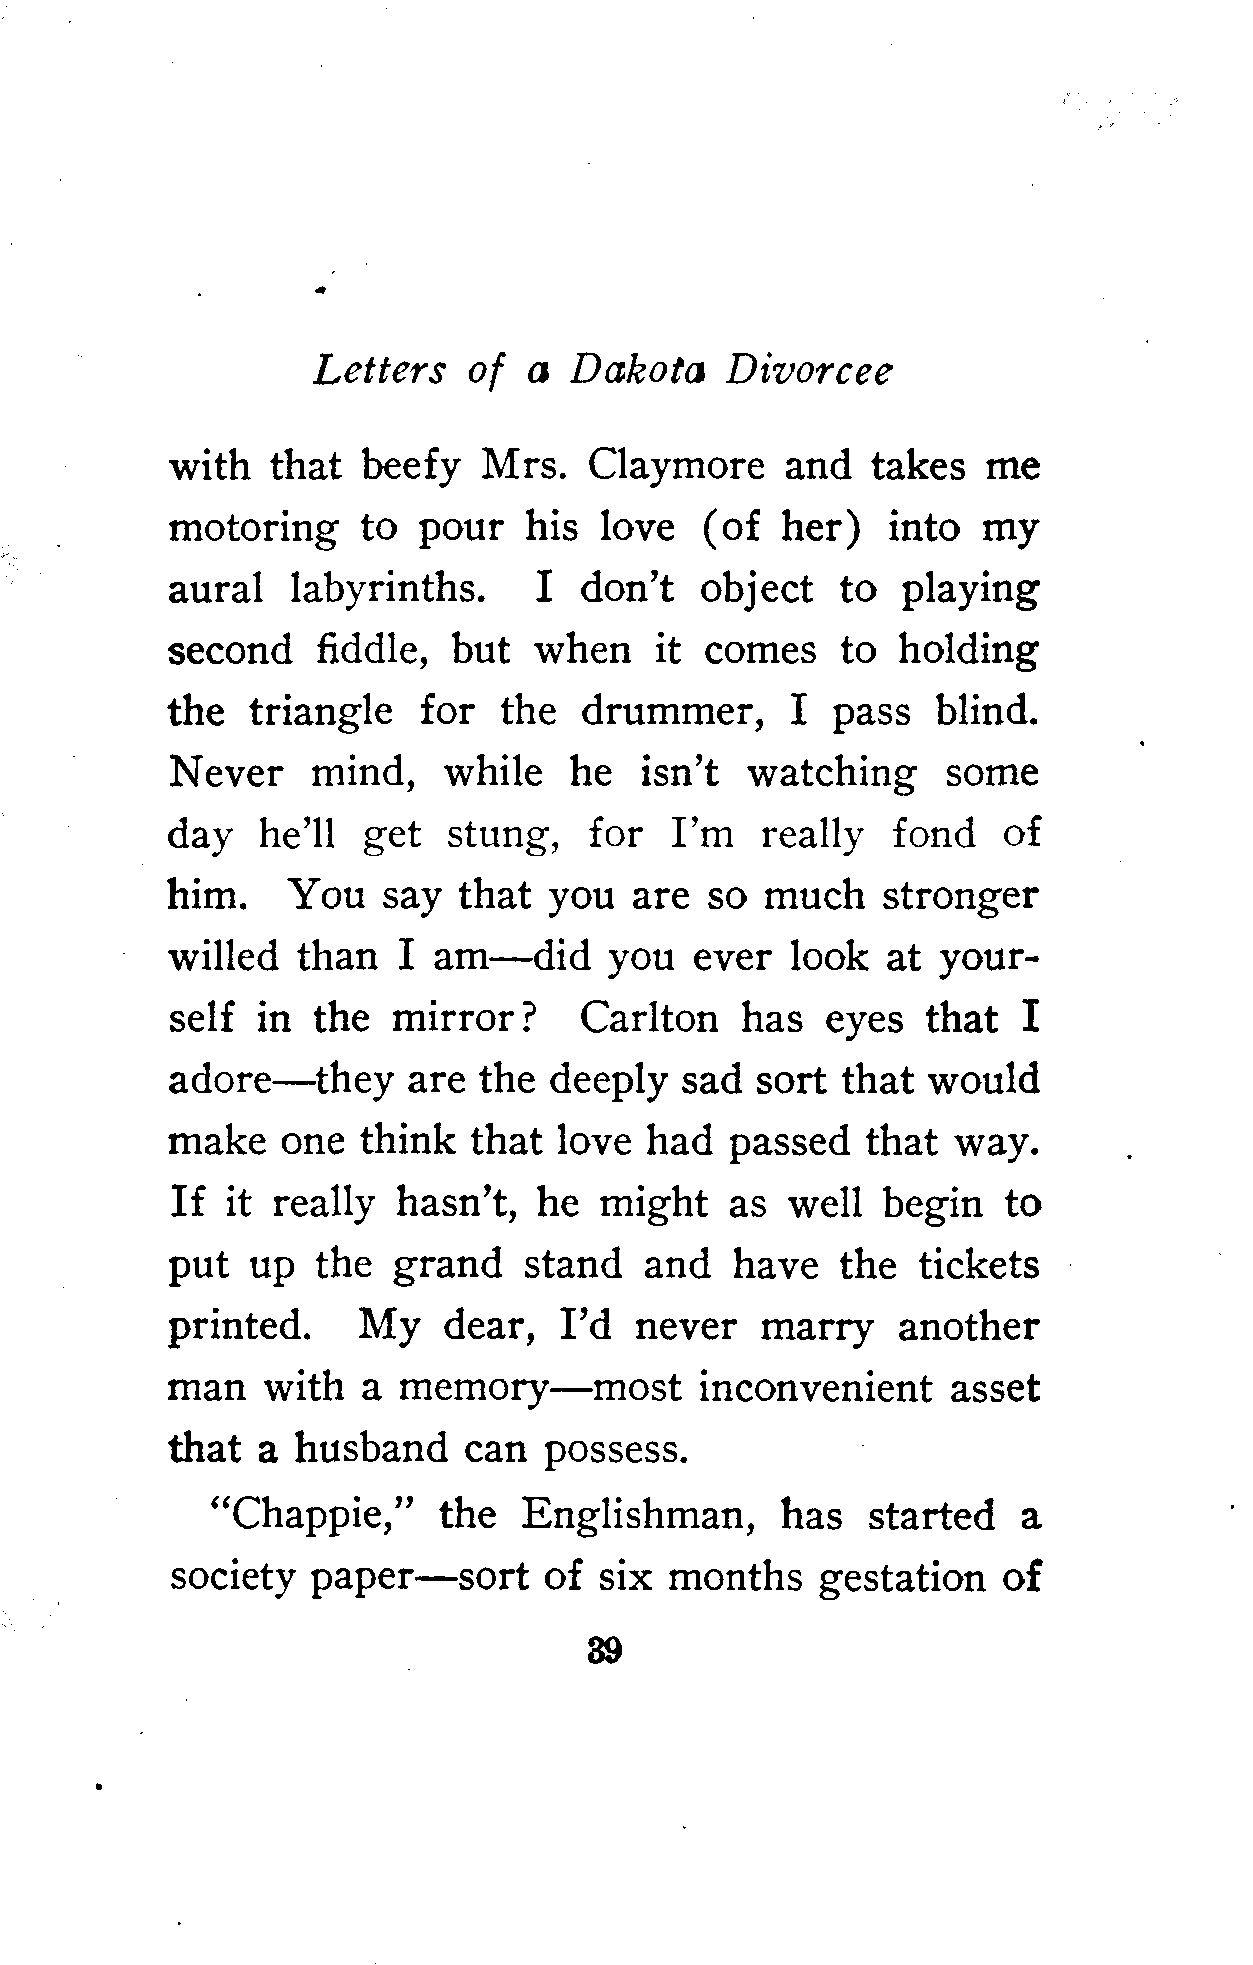 Letters of a Dakota Divorcee
with that beefy Mrs. Claymore and takes me
motoring to pour his love (of her) into my
aural labyrinths. I don't object to playing
second fiddle, but when it comes to holding
the triangle for the drummer, I pass blind.
Never mind, while he isn't watching some
day he'll get stung, for I'm really fond of
him. You say that you are so much stronger
willed than I am—did you ever look at your-
self in the mirror? Carlton has eyes that I
adore—they are the deeply sad sort that would
make one think that love had passed that way.
If it really hasn't, he might as well begin to
put up the grand stand and have the tickets
printed. My dear, I'd never marry another
man with a memory—most inconvenient asset
that a husband can possess.
"Chappie," the Englishman, has started a
society paper—sort of six months gestation of
39